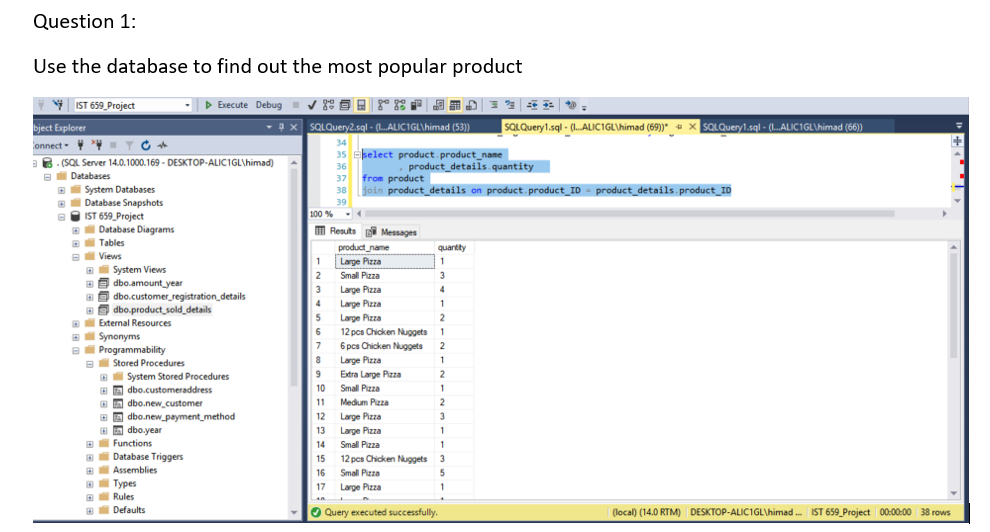 Question 1:
Use the database to find out the most popular product
IST 659_Project
Execute Debug
bject Explorer
SQLQuery2.sql - (l...ALIC1GL\himad (53))
SQLQuery1.sql - (l...ALIC1GL\himad (69))*
SQLQuery1.sql - (l...ALIC1GL\himad (66))
onnect
. (SQL Server 14.0.1000.169 - DESKTOP-ALIC1GL\himad)
Databases
System Databases
Database Snapshots
IST 659_Project
Database Diagrams
Tables
Views
System Views
dbo.amount_year
dbo.customer_registration_details
dbo.product_sold_details
External Resources
Synonyms
Programmability
Stored Procedures
System Stored Procedures
dbo.customeraddress
dbo.new_customer
dbo.new_payment_method
dbo.year
Functions
Database Triggers
Assemblies
Types
Rules
Defaults
34
35 select product.product_name
36 , product_details.quantity
37 from product
38 join product_details on product.product_ID = product_details.product_ID
39
100 %
Results Messages
product_name quantity
1 Large Pizza 1
2 Small Pizza 3
3 Large Pizza 4
4 Large Pizza 1
5 Large Pizza 2
6 12 pcs Chicken Nuggets 1
7 6 pcs Chicken Nuggets 2
8 Large Pizza 1
9 Extra Large Pizza 2
10 Small Pizza 1
11 Medium Pizza 2
12 Large Pizza 3
13 Large Pizza 1
14 Small Pizza 1
15 12 pcs Chicken Nuggets 3
16 Small Pizza 5
17 Large Pizza 1
Query executed successfully.
(local) (14.0 RTM) DESKTOP-ALIC1GL\himad ... IST 659_Project 00:00:00 38 rows